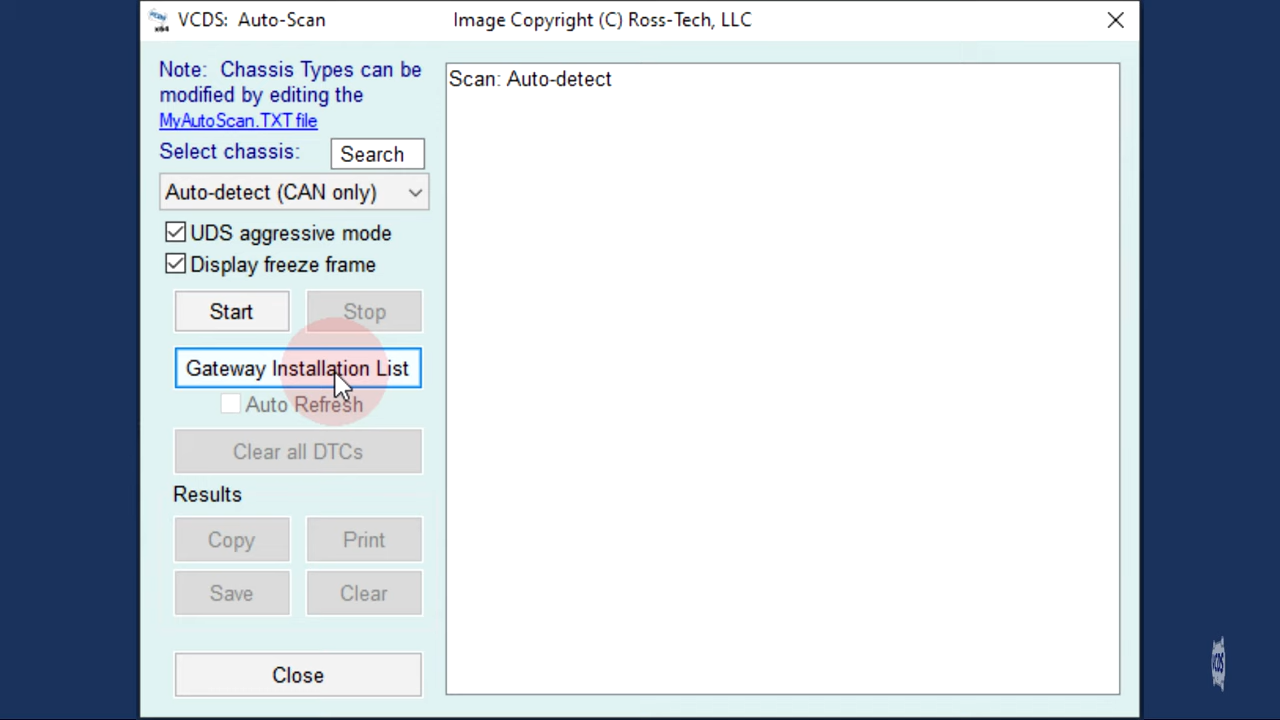 VCDS: Auto-Scan
Image Copyright (C) Ross-Tech, LLC
x64
Note: Chassis Types can be
modified by editing the
MyAutoScan.TXT file
Select chassis:
Search
Auto-detect (CAN only)
UDS aggressive mode
Display freeze frame
Start
Stop
Gateway Installation List
Auto Refresh
Clear all DTCs
Results
Copy
Print
Save
Clear
Close
Scan: Auto-detect
VCDS